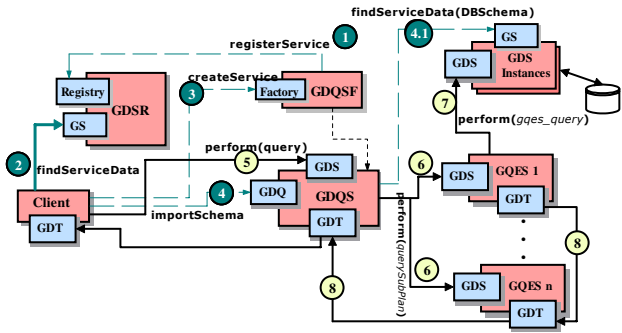 findServiceData(DBSchema)
1
4.1
registerService
GS
GDS
GDS
Instances
createService
Registry
GDSR
3
Factory
GDQSF
7
perform(gqes_query)
GS
2
findServiceData
perform(query)
5
6
GDS
GDS
GQES 1
4
GDQ
GDQS
GDT
Client
importSchema
GDT
GDT
perform(querySubPlan)
8
6
8
GDS
GQES n
GDT